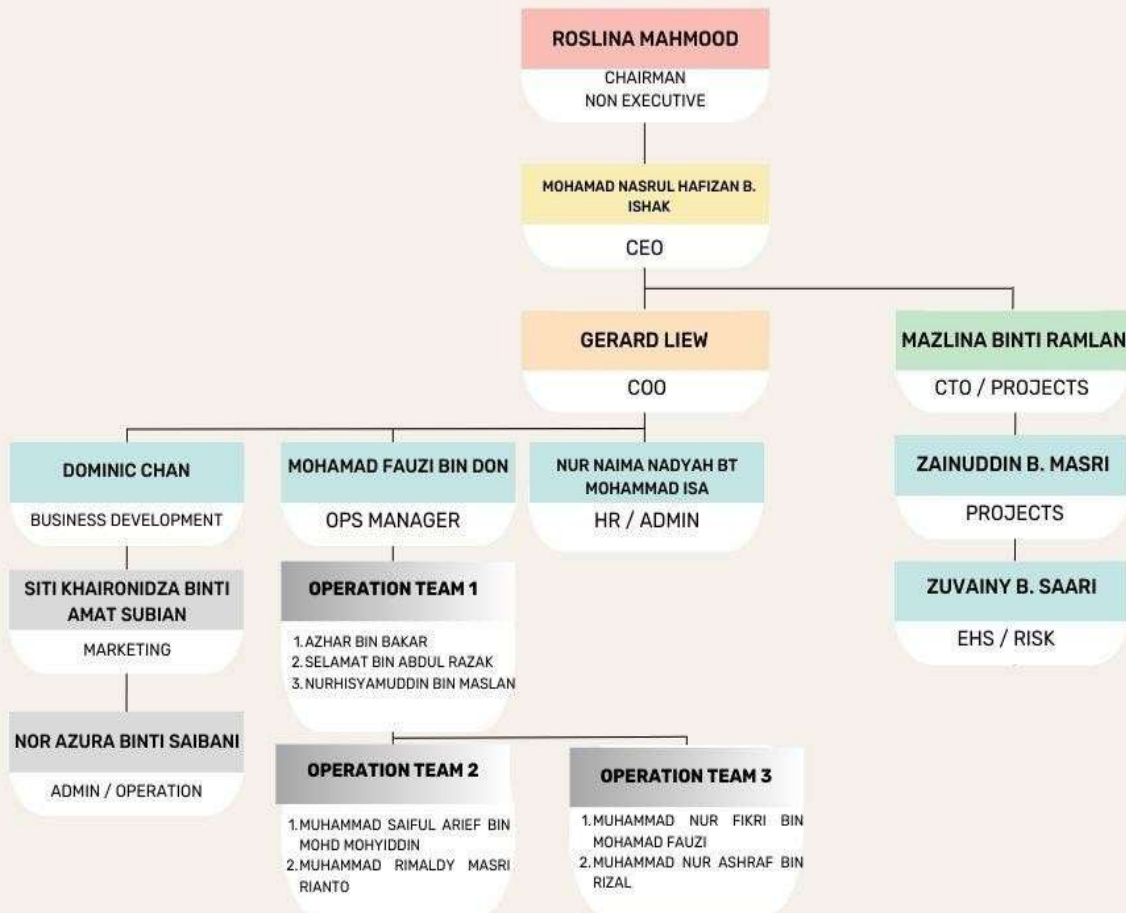 ROSLINA MAHMOOD
CHAIRMAN
NON EXECUTIVE
MOHAMAD NASRUL HAFIZAN B.
ISHAK
CEO
GERARD LIEW
COO
MAZLINA BINTI RAMLAN
CTO / PROJECTS
DOMINIC CHAN
BUSINESS DEVELOPMENT
MOHAMAD FAUZI BIN DON
OPS MANAGER
NUR NAIMA NADYAH BT
MOHAMMAD ISA
HR / ADMIN
ZAINUDDIN B. MASRI
PROJECTS
SITI KHAIRONIDZA BINTI
AMAT SUBIAN
MARKETING
OPERATION TEAM 1
1. AZHAR BIN BAKAR
2. SELAMAT BIN ABDUL RAZAK
3. NURHISYAMUDDIN BIN MASLAN
ZUVAINY B. SAARI
EHS / RISK
NOR AZURA BINTI SAIBANI
ADMIN / OPERATION
OPERATION TEAM 2
1. MUHAMMAD SAIFUL ARIEF BIN
MOHD MOHYIDDIN
2. MUHAMMAD RIMALDY MASRI
RIANTO
OPERATION TEAM 3
1. MUHAMMAD NUR FIKRI BIN
MOHAMAD FAUZI
2. MUHAMMAD NUR ASHRAF BIN
RIZAL